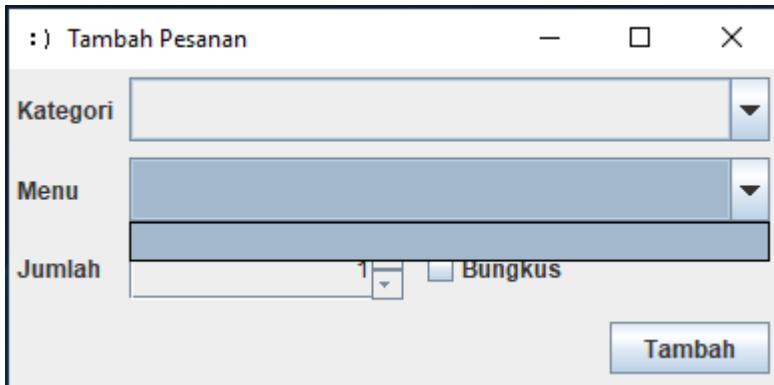 :) Tambah Pesanan
Kategori
Menu
Jumlah 1 Bungkus
Tambah